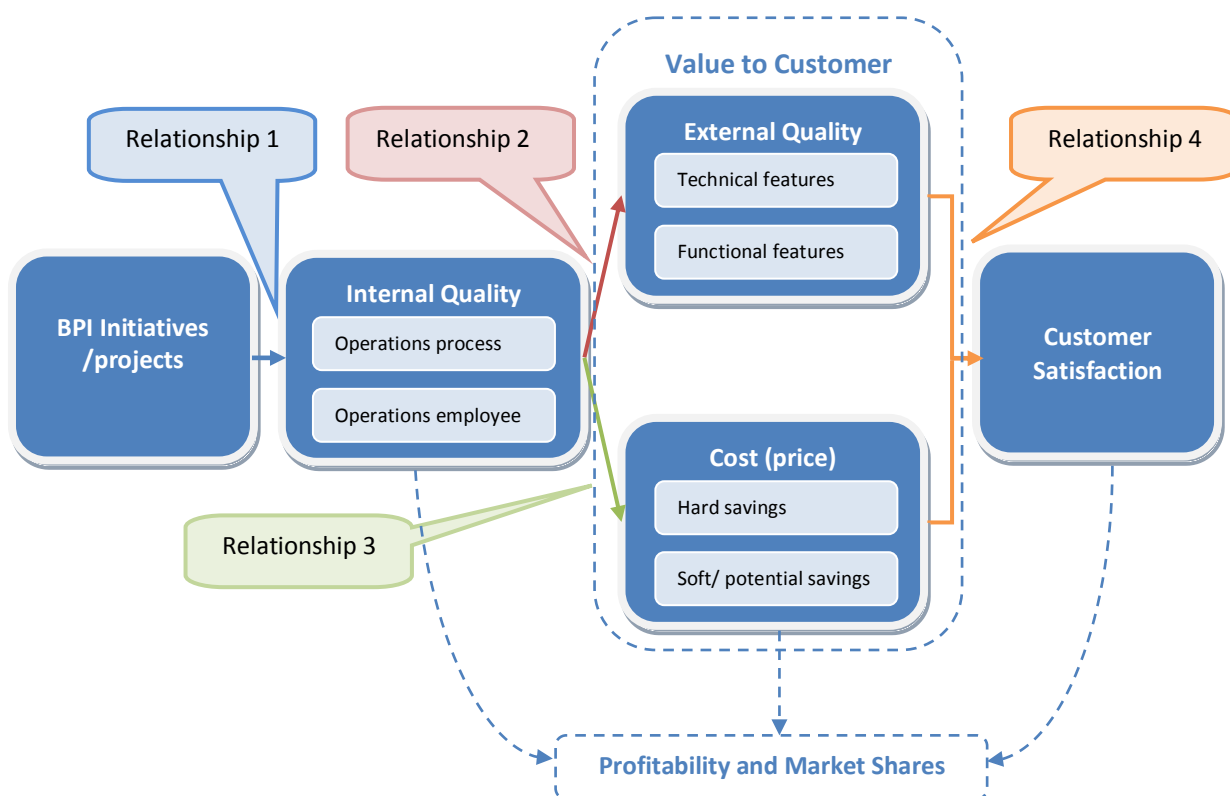 Value to Customer
Relationship 1
Relationship 2
External Quality
Relationship 4
Technical features
Functional features
BPI Initiatives
/projects
Internal Quality
Operations process
Operations employee
Customer
Satisfaction
Cost (price)
Hard savings
Relationship 3
Soft/ potential savings
Profitability and Market Shares